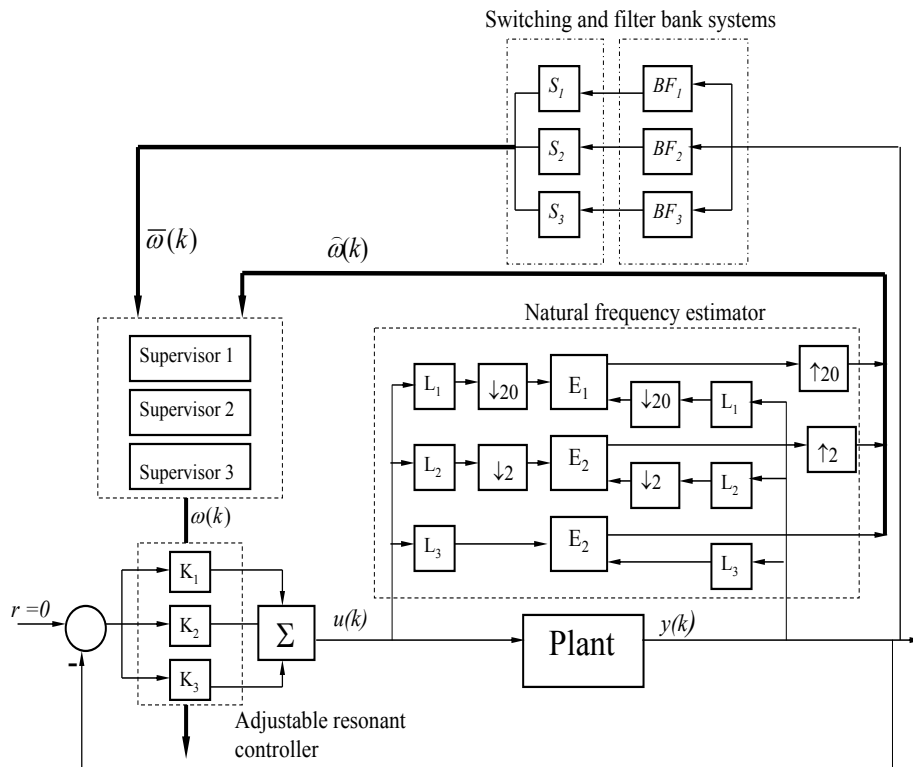 Switching and filter bank systems
S₁ BF₁
S₂ BF₂
S₃ BF₃
ω̅(k) ω̂(k)
Natural frequency estimator
Supervisor 1
Supervisor 2
Supervisor 3
L₁ ↓20 E₁ ↓20 L₁ ↑20
L₂ ↓2 E₂ ↓2 L₂ ↑2
L₃ E₂ L₃
ω(k)
K₁
K₂
K₃
r =0
-
Σ
u(k)
Plant
y(k)
Adjustable resonant
controller